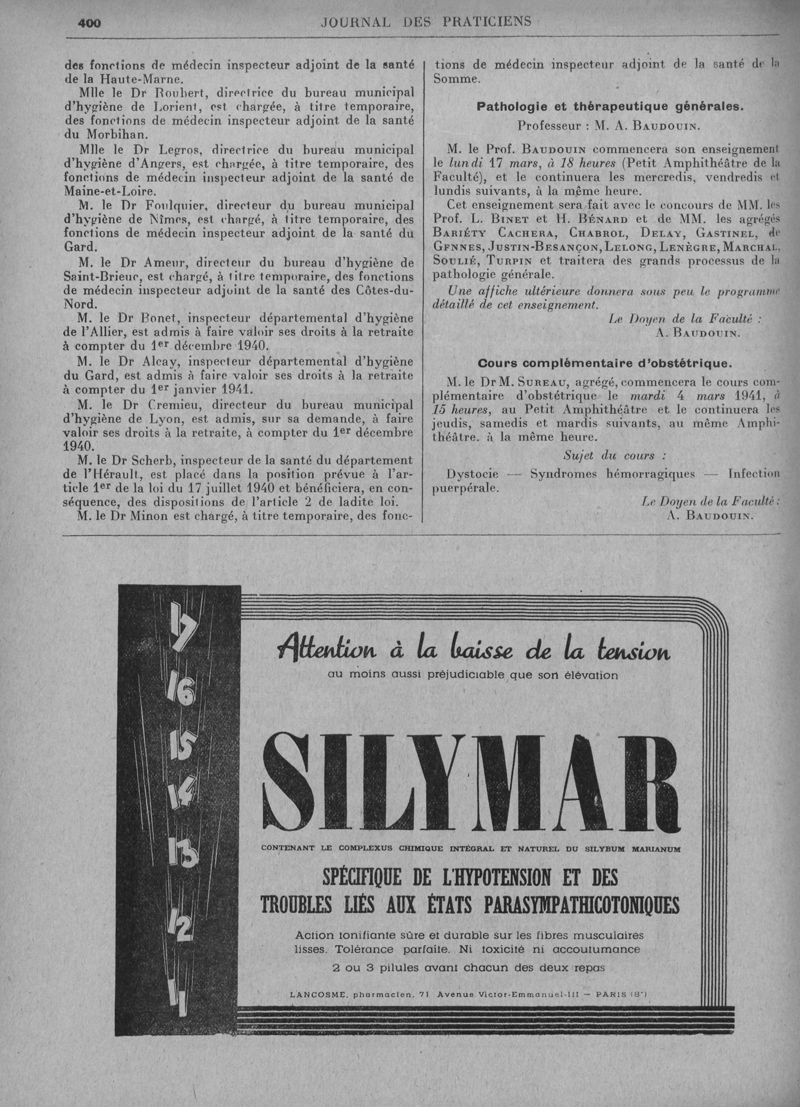 400
JOURNAL DES PRATICIENS
des fonctions de médecin inspecteur adjoint de la santé
de la Haute-Marne.
Mlle le Dr Roubert, directrice du bureau municipal
d'hygiène de Lorient, est chargée, à titre temporaire,
des fonctions de médecin inspecteur adjoint de la santé
du Morbihan.
Mlle le Dr Legros, directrice du bureau municipal
d'hygiène d'Angers, est chargée, à titre temporaire, des
fonctions de médecin inspecteur adjoint de la santé de
Maine-et-Loire.
M. le Dr Foulquier, directeur du bureau municipal
d'hygiène de Nîmes, est chargé, à titre temporaire, des
fonctions de médecin inspecteur adjoint de la santé du
Gard.
M. le Dr Ameur, directeur du bureau d'hygiène de
Saint-Brieuc, est chargé, à titre temporaire, des fonctions
de médecin inspecteur adjoint de la santé des Côtes-du-
Nord.
M. le Dr Bonet, inspecteur départemental d'hygiène
de l'Allier, est admis à faire valoir ses droits à la retraite
à compter du 1er décembre 1940.
M. le Dr Alcay, inspecteur départemental d'hygiène
du Gard, est admis à faire valoir ses droits à la retraite
à compter du 1er janvier 1941.
M. le Dr Cremieu, directeur du bureau municipal
d'hygiène de Lyon, est admis, sur sa demande, à faire
valoir ses droits à la retraite, à compter du 1er décembre
1940.
M. le Dr Scherb, inspecteur de la santé du département
de l'Hérault, est placé dans la position prévue à l'ar-
ticle 1er de la loi du 17 juillet 1940 et bénéficiera, en con-
séquence, des dispositions de l'article 2 de ladite loi.
M. le Dr Minon est chargé, à titre temporaire, des fonc-
tions de médecin inspecteur adjoint de la santé de la
Somme.
Pathologie et thérapeutique générales.
Professeur : M. A. BAUDOUIN.
M. le Prof. BAUDOUIN commencera son enseignement
le lundi 17 mars, à 18 heures (Petit Amphithéâtre de la
Faculté), et le continuera les mercredis, vendredis et
lundis suivants, à la même heure.
Cet enseignement sera fait avec le concours de MM. les
Prof. L. BINET et H. BÉNARD et de MM. les agrégés
BARIÉTY CACHERA, CHABROL, DELAY, GASTINEL, de
GENNES, JUSTIN-BESANÇON, LELONG, LENÈGRE, MARCHAL,
SOULIÉ, TURPIN et traitera des grands processus de la
pathologie générale.
Une affiche ultérieure donnera sous peu le programme
détaillé de cet enseignement.
Le Doyen de la Faculté :
A. BAUDOUIN.
Cours complémentaire d'obstétrique.
M. le Dr M. SUREAU, agrégé, commencera le cours com-
plémentaire d'obstétrique le mardi 4 mars 1941, à
15 heures, au Petit Amphithéâtre et le continuera les
jeudis, samedis et mardis suivants, au même Amphi-
théâtre. à la même heure.
Sujet du cours :
Dystocie — Syndromes hémorragiques — Infection
puerpérale.
Le Doyen de la Faculté :
A. BAUDOUIN.
17
16
15
14
13
12
11
Attention à la baisse de la tension
au moins aussi préjudiciable que son élévation
SILYMAR
CONTENANT LE COMPLEXUS CHIMIQUE INTÉGRAL ET NATUREL DU SILYBUM MARIANUM
SPÉCIFIQUE DE L'HYPOTENSION ET DES
TROUBLES LIÉS AUX ÉTATS PARASYMPATHICOTONIQUES
Action tonifiante sûre et durable sur les fibres musculaires
lisses. Tolérance parfaite. Ni toxicité ni accoutumance
2 ou 3 pilules avant chacun des deux repas
LANCOSME, pharmacien, 71 Avenue Victor-Emmanuel-III — PARIS (8e)